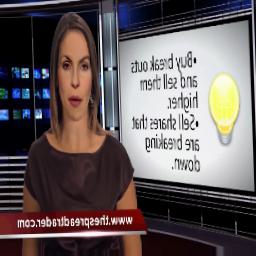 •Buy break outs
and sell them
higher.
•Sell shares that
are breaking
down.
www.thespreadtrader.com